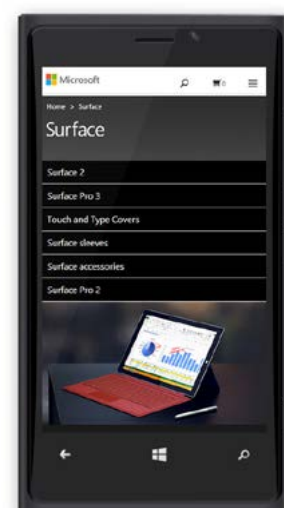 Microsoft
0
Home > Surface
Surface
Surface 2
Surface Pro 3
Touch and Type Covers
Surface sleeves
Surface accessories
Surface Pro 2